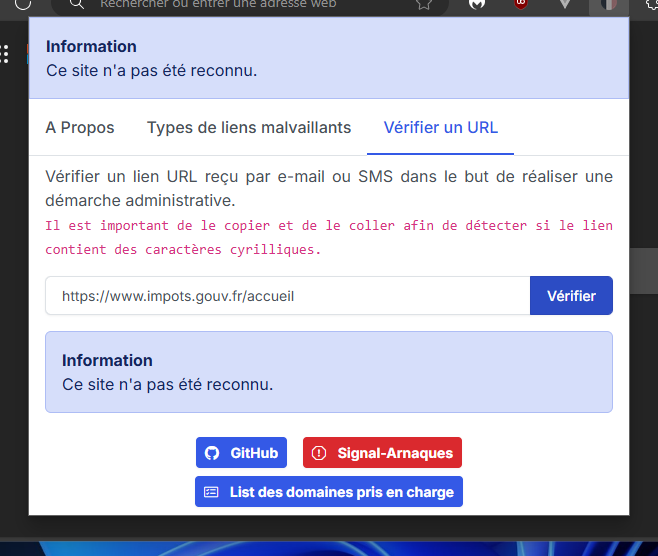 Rechercher ou entrer une adresse web
Information
Ce site n'a pas été reconnu.
A Propos
Types de liens malvaillants
Vérifier un URL
Vérifier un lien URL reçu par e-mail ou SMS dans le but de réaliser une
démarche administrative.
Il est important de le copier et de le coller afin de détecter si le lien
contient des caractères cyrilliques.
https://www.impots.gouv.fr/accueil
Vérifier
Information
Ce site n'a pas été reconnu.
GitHub
Signal-Arnaques
List des domaines pris en charge